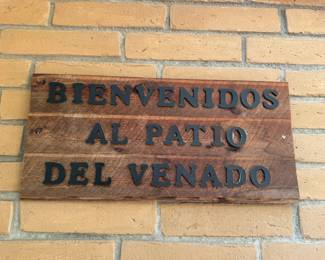 BIENVENIDOS
AL PATIO
DEL VENADO